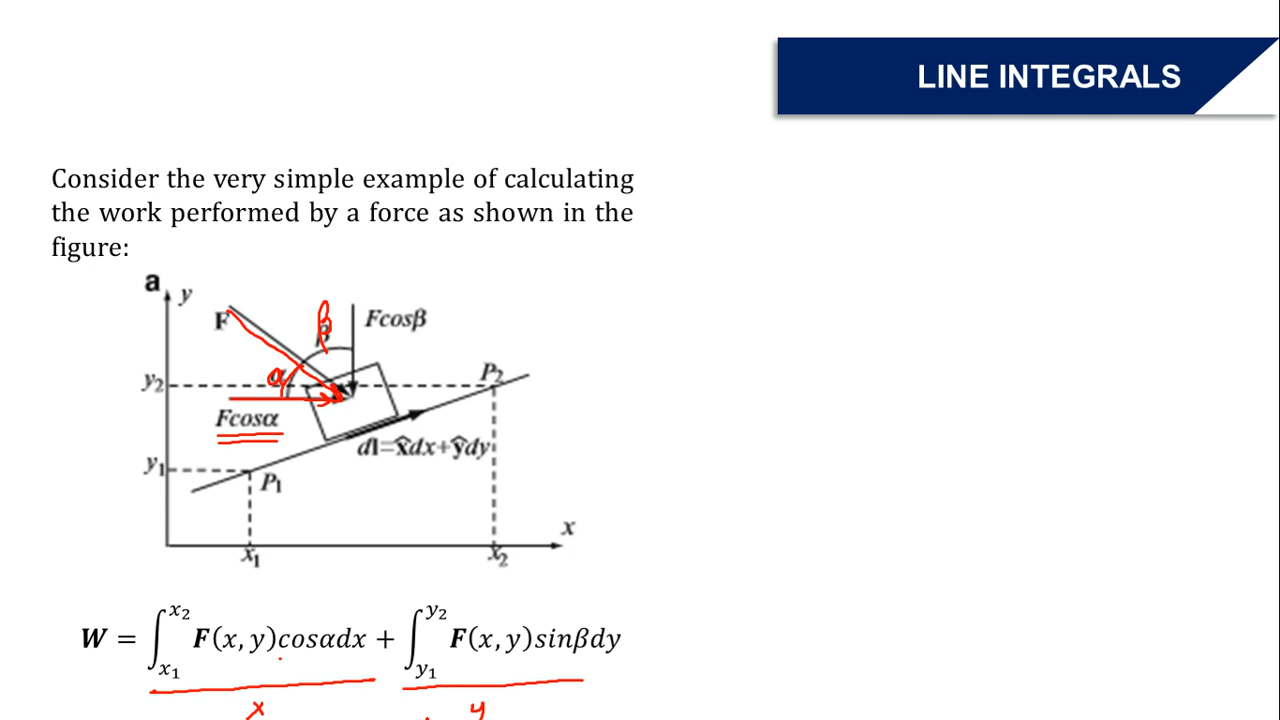 LINE INTEGRALS
Consider the very simple example of calculating
the work performed by a force as shown in the
figure:
a
y
F
β
β
Fcosβ
α
y₂
P₂
Fcosα
dl=x̂dx+ŷdy
y₁
P₁
x
x₁
x₂
W = ∫_{x₁}^{x₂} F(x, y)cosαdx + ∫_{y₁}^{y₂} F(x, y)sinβdy
x
y